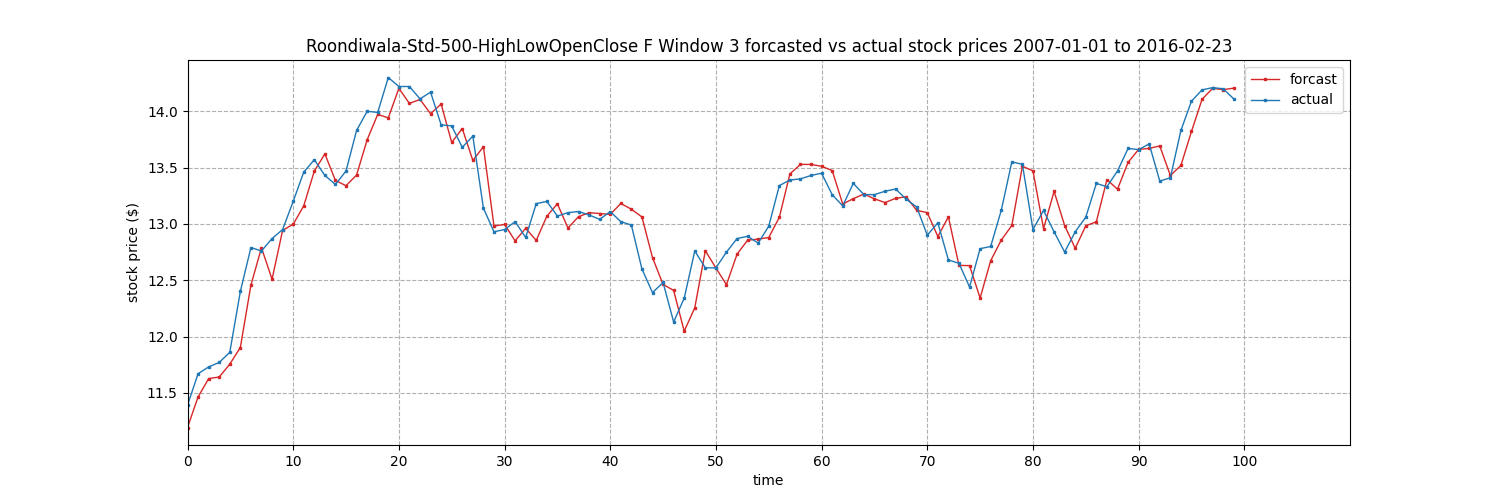 Roondiwala-Std-500-HighLowOpenClose F Window 3 forcasted vs actual stock prices 2007-01-01 to 2016-02-23
forcast
actual
stock price ($)
14.0
13.5
13.0
12.5
12.0
11.5
0 10 20 30 40 50 60 70 80 90 100
time